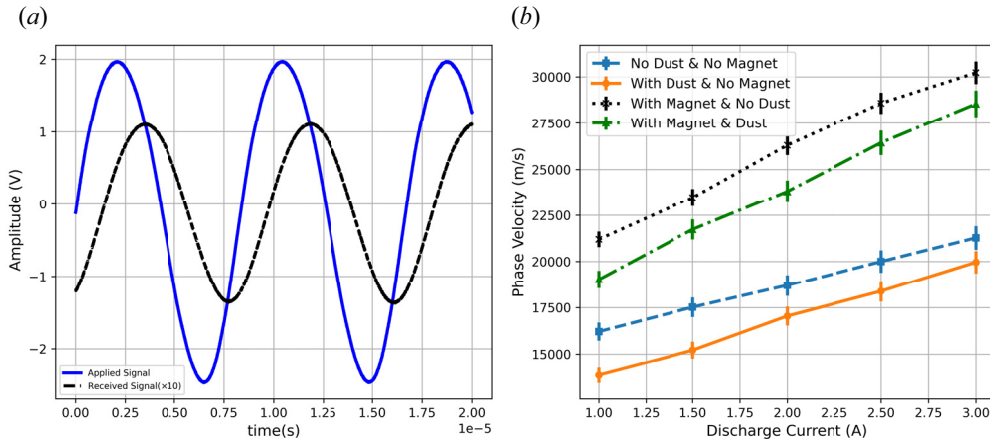 (a)
2
1
0
−1
−2
Amplitude (V)
Applied Signal
Received Signal(×10)
0.00 0.25 0.50 0.75 1.00 1.25 1.50 1.75 2.00
time(s)
1e−5
(b)
30000
27500
25000
22500
20000
17500
15000
Phase Velocity (m/s)
No Dust & No Magnet
With Dust & No Magnet
With Magnet & No Dust
With Magnet & Dust
1.00 1.25 1.50 1.75 2.00 2.25 2.50 2.75 3.00
Discharge Current (A)